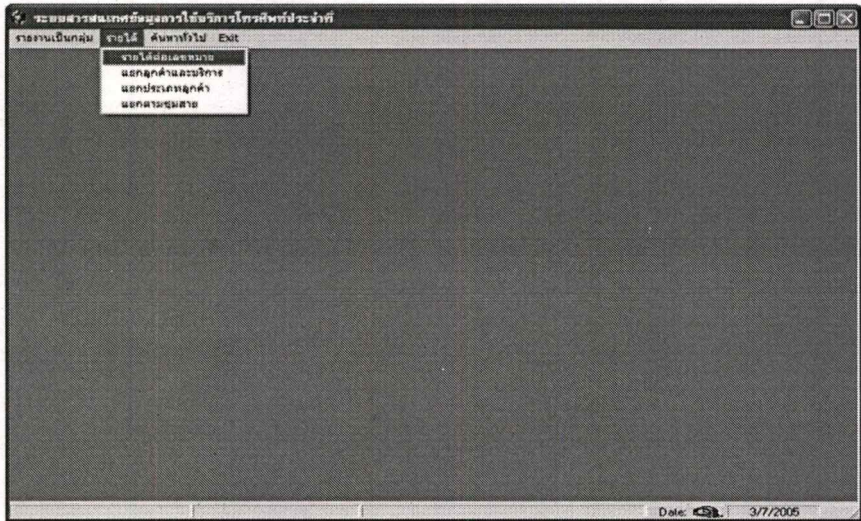 ระบบสารสนเทศข้อมูลการใช้บริการโทรศัพท์ประจำที่
รายงานเป็นกลุ่ม รายได้ ค้นหาทั่วไป Exit
รายได้ต่อเลขหมาย
แยกลูกค้าและบริการ
แยกประเภทลูกค้า
แยกตามชุมสาย
Date: 3/7/2005